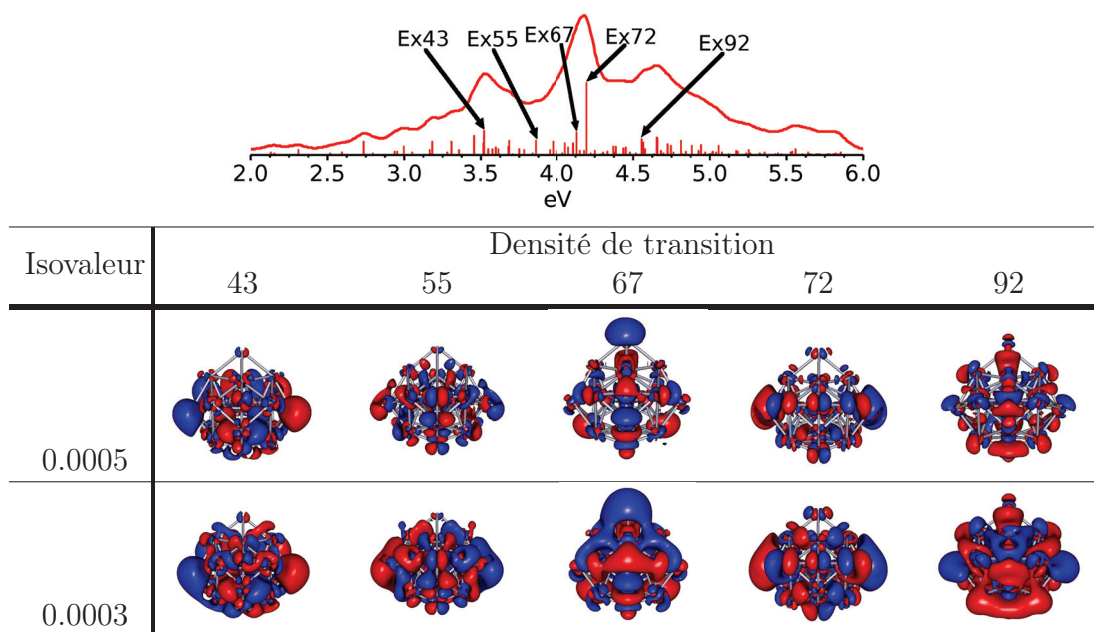 Ex43 Ex55 Ex67 Ex72 Ex92
2.0 2.5 3.0 3.5 4.0 4.5 5.0 5.5 6.0
eV
Isovaleur
Densité de transition
43 55 67 72 92
0.0005
0.0003